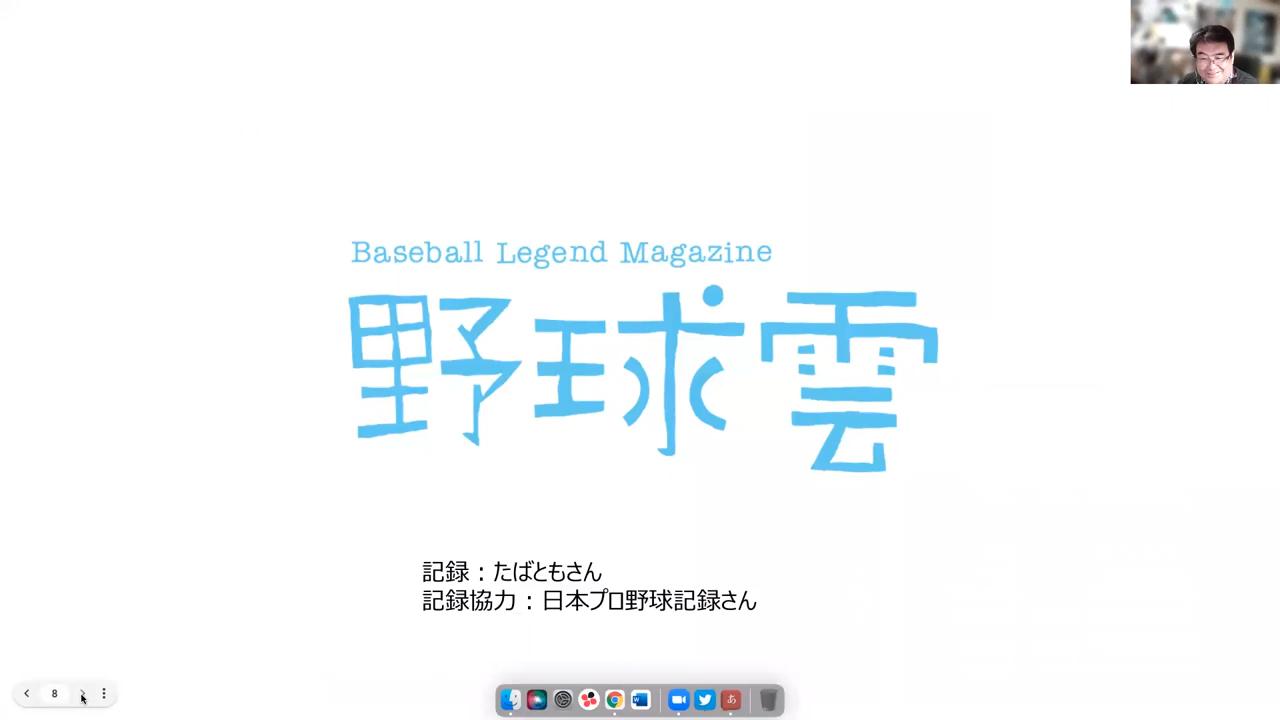 Baseball Legend Magazine
野球雲
記録：たばともさん
記録協力：日本プロ野球記録さん
8
あ